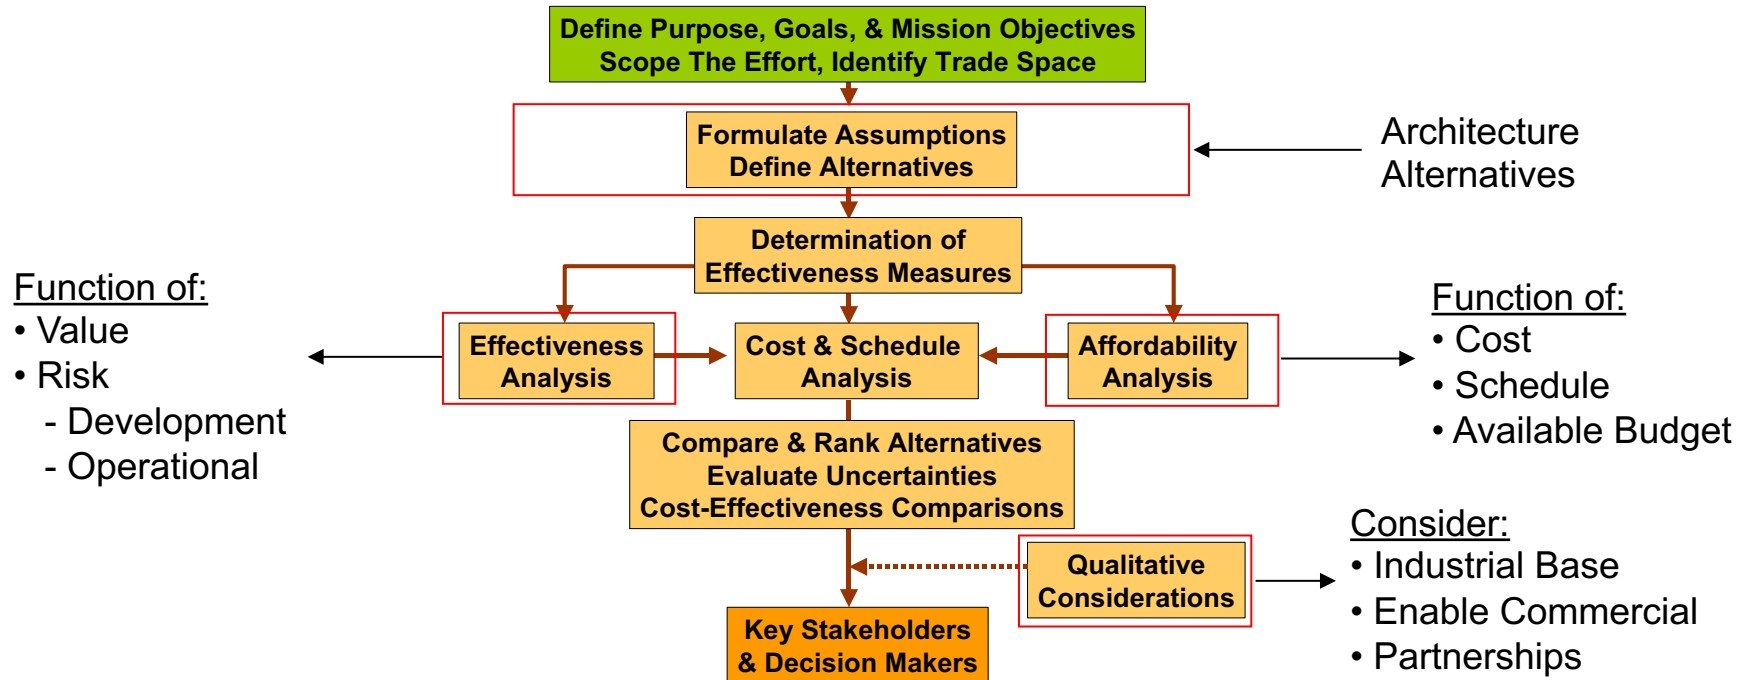 Define Purpose, Goals, & Mission Objectives
Scope The Effort, Identify Trade Space
Formulate Assumptions
Define Alternatives
Architecture
Alternatives
Determination of
Effectiveness Measures
Function of:
• Value
• Risk
- Development
- Operational
Effectiveness
Analysis
Cost & Schedule
Analysis
Affordability
Analysis
Function of:
• Cost
• Schedule
• Available Budget
Compare & Rank Alternatives
Evaluate Uncertainties
Cost-Effectiveness Comparisons
Qualitative
Considerations
Consider:
• Industrial Base
• Enable Commercial
• Partnerships
Key Stakeholders
& Decision Makers